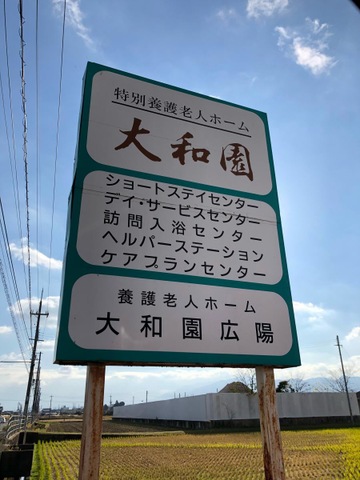 特別養護老人ホーム
大和園
ショートステイセンター
デイ・サービスセンター
訪問入浴センター
ヘルパーステーション
ケアプランセンター
養護老人ホーム
大和園広陽